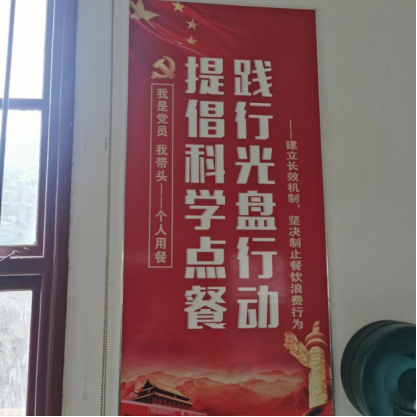 践行光盘行动
提倡科学点餐
——建立长效机制，坚决制止餐饮浪费行为
我是党员 我带头——个人用餐